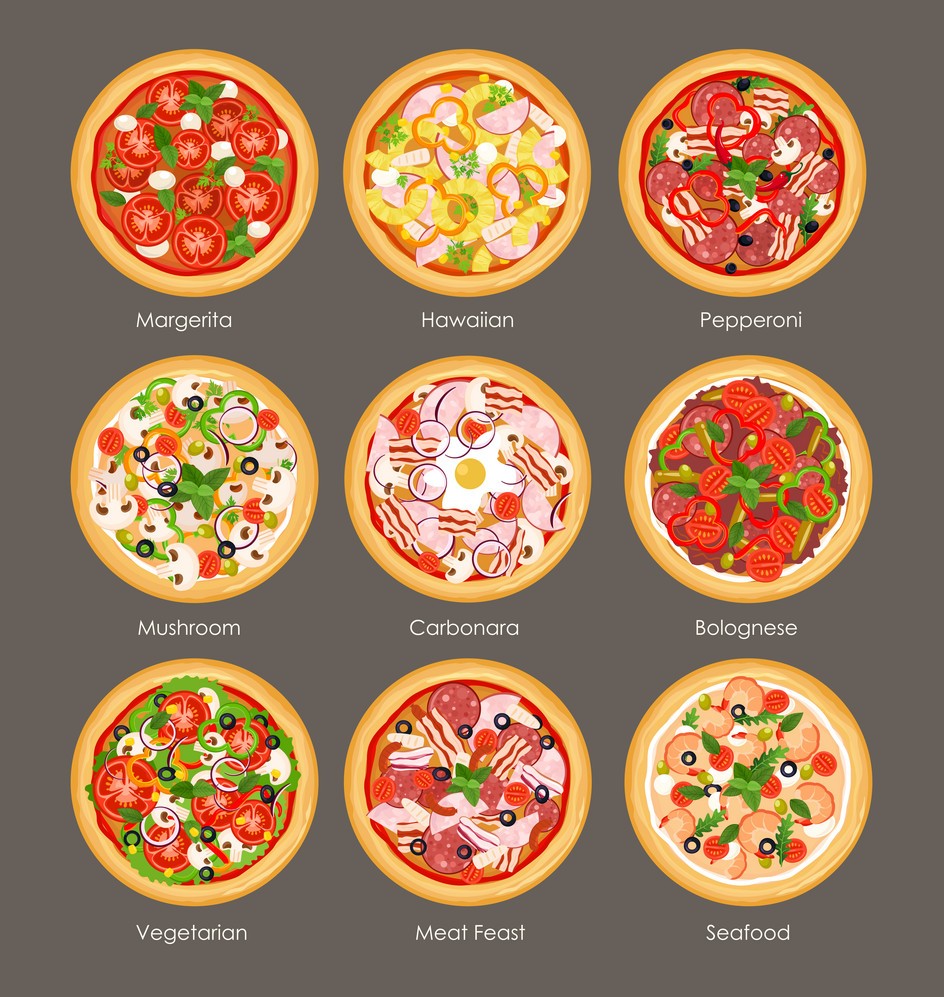 Margerita
Hawaiian
Pepperoni
Mushroom
Carbonara
Bolognese
Vegetarian
Meat Feast
Seafood